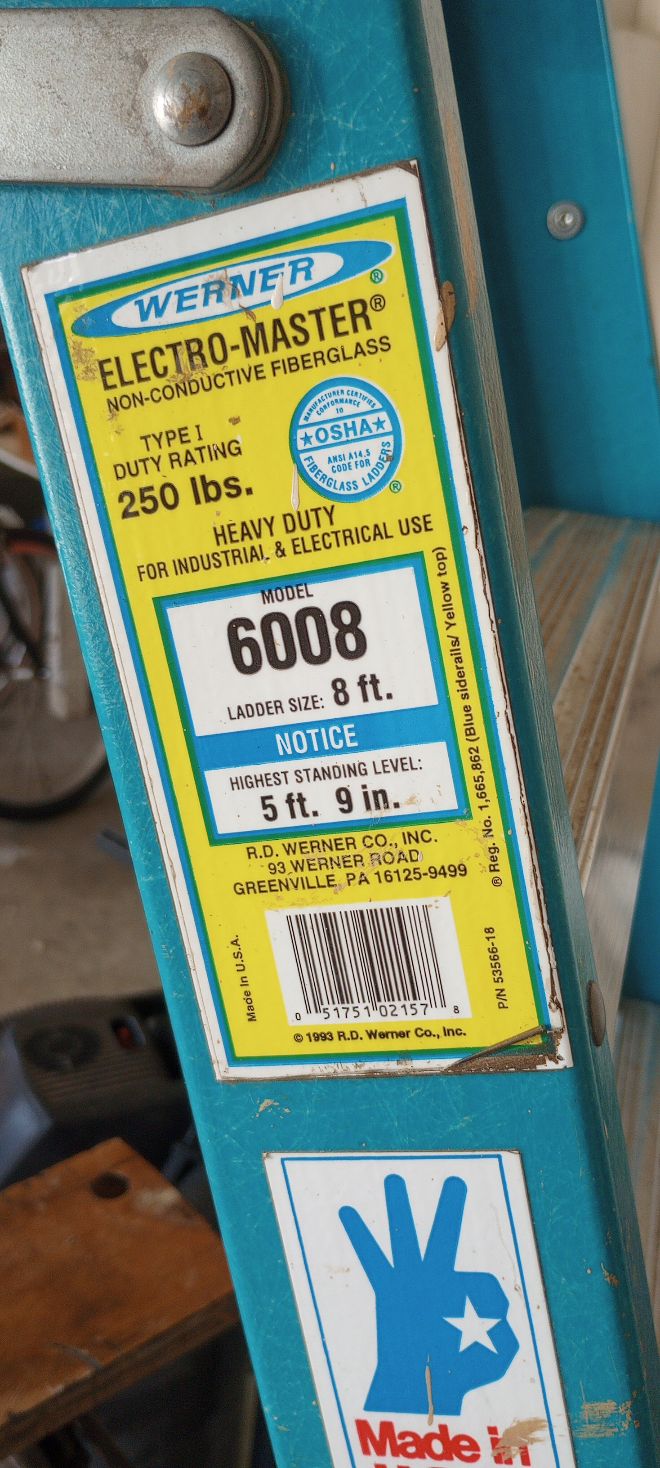 WERNER ®
ELECTRO-MASTER®
NON-CONDUCTIVE FIBERGLASS
TYPE I
DUTY RATING
250 lbs.
MANUFACTURER CERTIFIES
CONFORMANCE
TO
★OSHA★
ANSI A14.5
CODE FOR
FIBERGLASS LADDERS
®
HEAVY DUTY
FOR INDUSTRIAL & ELECTRICAL USE
MODEL
6008
LADDER SIZE: 8 ft.
NOTICE
HIGHEST STANDING LEVEL:
5 ft. 9 in.
® Reg. No. 1,665,862 (Blue siderails/ Yellow top)
R.D. WERNER CO., INC.
93 WERNER ROAD
GREENVILLE, PA 16125-9499
Made In U.S.A.
0 51751 02157 8
P/N 53566-18
© 1993 R.D. Werner Co., Inc.
Made in